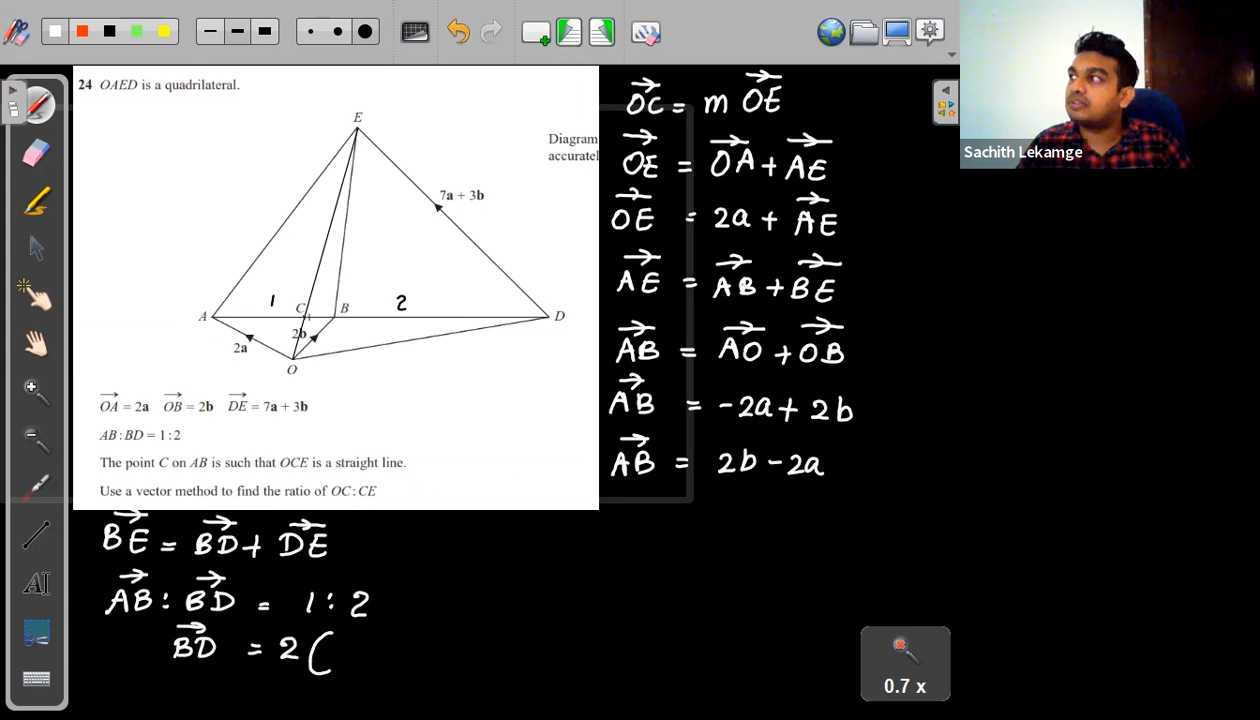 24 OAED is a quadrilateral.
E
Diagram
accuratel
7a + 3b
1
2
A
C
B
D
2b
2a
O
OA = 2a OB = 2b DE = 7a + 3b
AB : BD = 1 : 2
The point C on AB is such that OCE is a straight line.
Use a vector method to find the ratio of OC : CE
OC = m OE
OE = OA + AE
OE = 2a + AE
AE = AB + BE
AB = AO + OB
AB = -2a + 2b
AB = 2b - 2a
BE = BD + DE
AB : BD = 1 : 2
BD = 2 (
AI
0.7 x
Sachith Lekamge